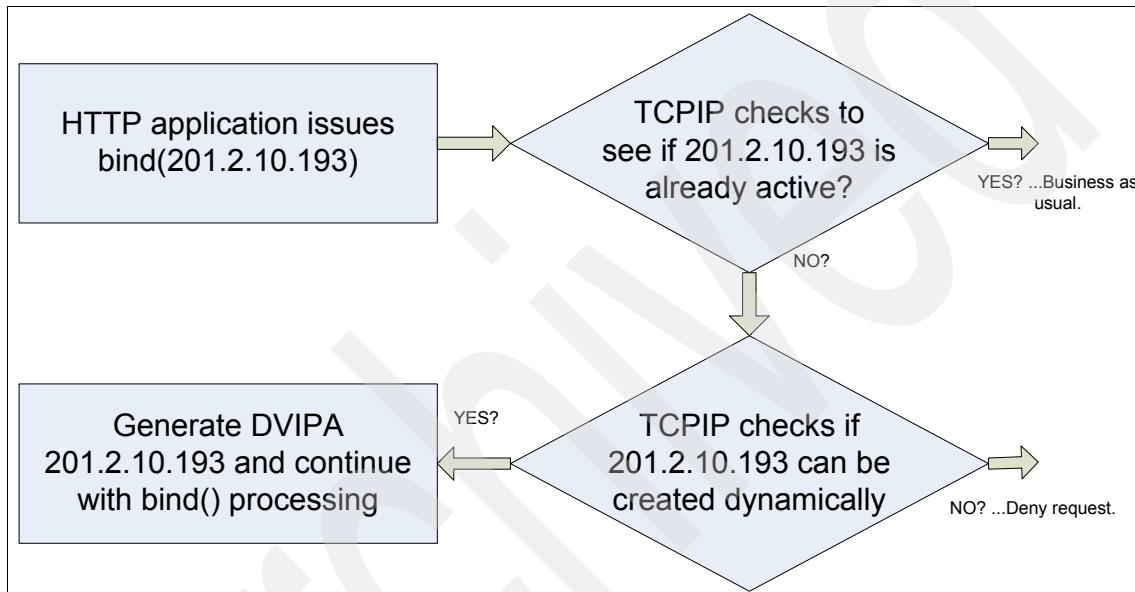 HTTP application issues
bind(201.2.10.193)
TCPIP checks to
see if 201.2.10.193 is
already active?
YES? ...Business as
usual.
NO?
TCPIP checks if
201.2.10.193 can be
created dynamically
NO? ...Deny request.
YES?
Generate DVIPA
201.2.10.193 and continue
with bind() processing